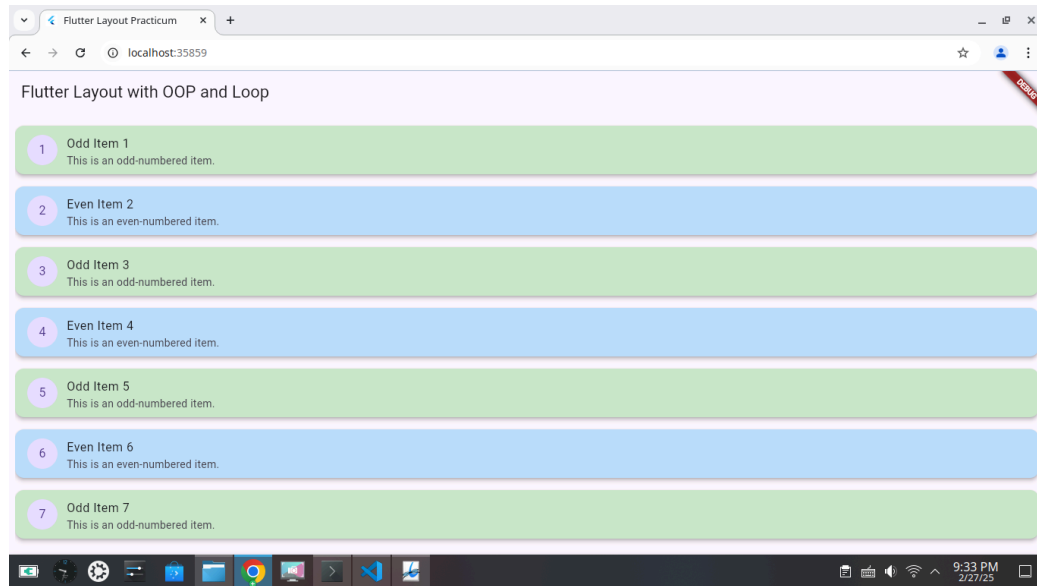 Flutter Layout Practicum
localhost:35859
Flutter Layout with OOP and Loop
DEBUG
1
Odd Item 1
This is an odd-numbered item.
2
Even Item 2
This is an even-numbered item.
3
Odd Item 3
This is an odd-numbered item.
4
Even Item 4
This is an even-numbered item.
5
Odd Item 5
This is an odd-numbered item.
6
Even Item 6
This is an even-numbered item.
7
Odd Item 7
This is an odd-numbered item.
9:33 PM
2/27/25